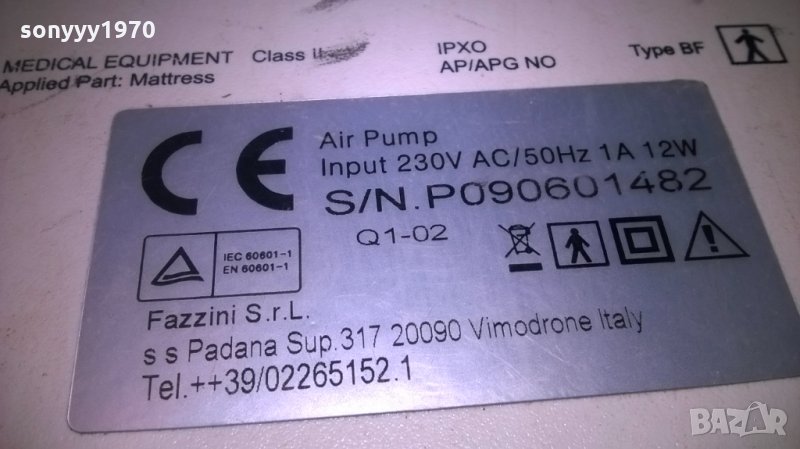 sonyyy1970
MEDICAL EQUIPMENT Class II IPXO Type BF
Applied Part: Mattress AP/APG NO
CE Air Pump
Input 230V AC/50Hz 1A 12W
S/N.P090601482
Q1-02
IEC 60601-1
EN 60601-1
Fazzini S.r.L.
s s Padana Sup.317 20090 Vimodrone Italy
Tel.++39/02265152.1
BAZAR